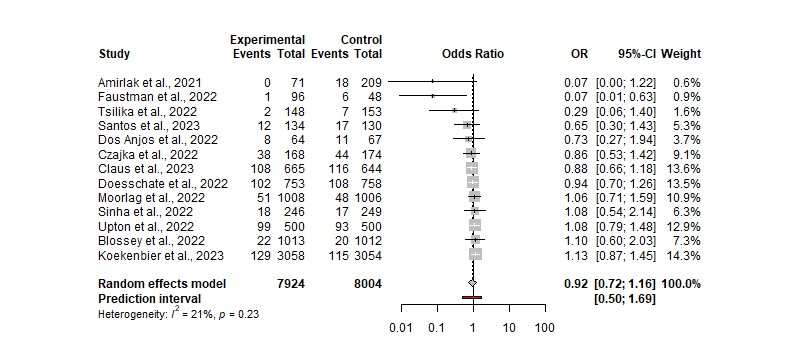 Experimental Control
Study Events Total Events Total Odds Ratio OR 95%-CI Weight
Amirlak et al., 2021 0 71 18 209 0.07 [0.00; 1.22] 0.6%
Faustman et al., 2022 1 96 6 48 0.07 [0.01; 0.63] 0.9%
Tsilika et al., 2022 2 148 7 153 0.29 [0.06; 1.40] 1.7%
Santos et al., 2023 12 134 17 130 0.65 [0.30; 1.43] 5.3%
Dos Anjos et al., 2022 8 64 11 67 0.73 [0.27; 1.94] 3.7%
Czajka et al., 2022 38 168 44 174 0.86 [0.53; 1.42] 9.1%
Claus et al., 2023 108 665 116 644 0.88 [0.66; 1.18] 13.6%
Doesschate et al., 2022 102 753 108 758 0.94 [0.70; 1.26] 13.5%
Moorlag et al., 2022 51 1008 48 1006 1.06 [0.71; 1.59] 10.9%
Sinha et al., 2022 18 246 17 249 1.08 [0.54; 2.14] 6.2%
Upton et al., 2022 99 500 93 500 1.08 [0.79; 1.48] 12.9%
Blossey et al., 2022 22 1013 20 1012 1.10 [0.60; 2.03] 7.3%
Koekenbier et al., 2023 129 3058 115 3054 1.13 [0.87; 1.45] 14.3%
Random effects model 7924 8004 0.92 [0.72; 1.16] 100.0%
Prediction interval [0.50; 1.69]
Heterogeneity: I² = 21%, p = 0.23
0.01 0.1 1 10 100